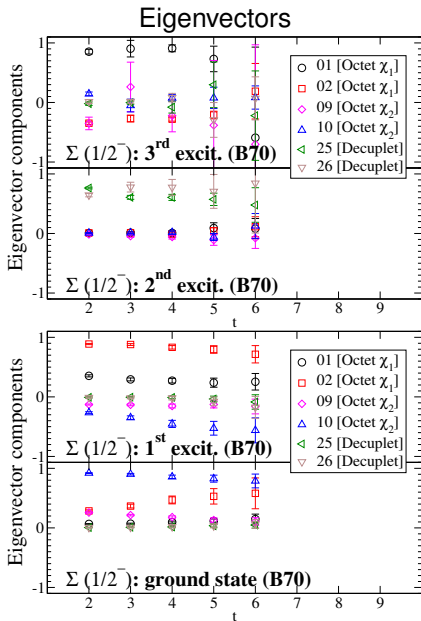 Eigenvectors
Eigenvector components
1
0
-1
01 [Octet χ1]
02 [Octet χ1]
09 [Octet χ2]
10 [Octet χ2]
25 [Decuplet]
26 [Decuplet]
Σ (1/2⁻): 3rd excit. (B70)
1
0
-1
Σ (1/2⁻): 2nd excit. (B70)
2 3 4 5 6 7 8 9
t
Eigenvector components
1
0
-1
01 [Octet χ1]
02 [Octet χ1]
09 [Octet χ2]
10 [Octet χ2]
25 [Decuplet]
26 [Decuplet]
Σ (1/2⁻): 1st excit. (B70)
1
0
-1
Σ (1/2⁻): ground state (B70)
2 3 4 5 6 7 8 9
t